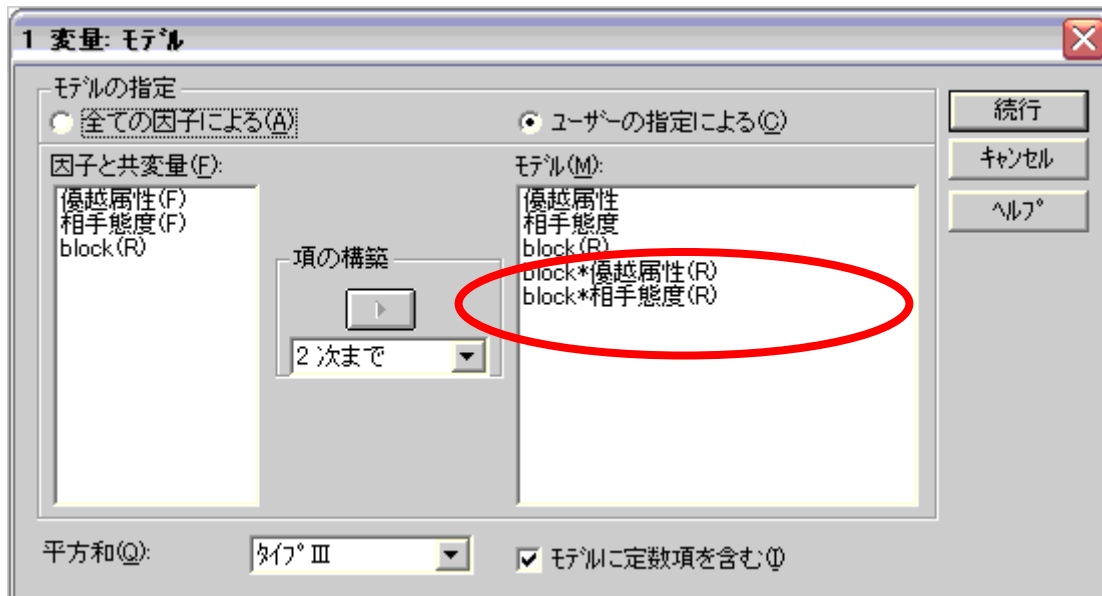 1 変量: モデル
モデルの指定
全ての因子による(A)
ユーザーの指定による(C)
続行
キャンセル
ヘルプ
因子と共変量(F):
優越属性(F)
相手態度(F)
block(R)
項の構築
2 次まで
モデル(M):
優越属性
相手態度
block(R)
block*優越属性(R)
block*相手態度(R)
平方和(Q):
タイプ III
モデルに定数項を含む(I)